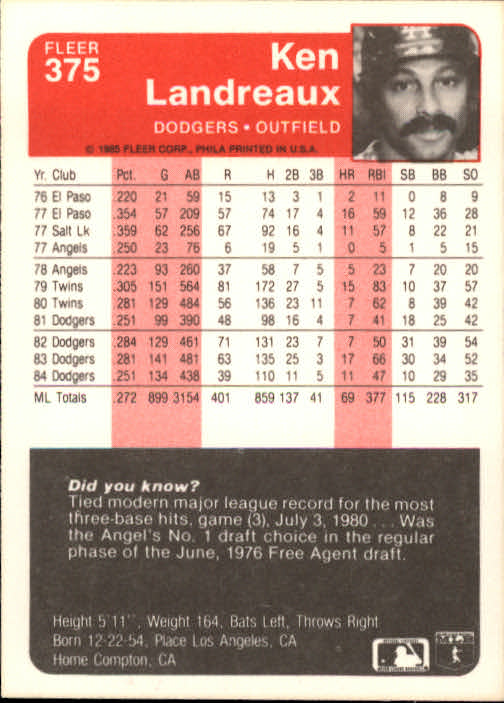 FLEER
375
Ken
Landreaux
DODGERS • OUTFIELD
© 1985 FLEER CORP., PHILA PRINTED IN U.S.A.
Yr. Club Pct. G AB R H 2B 3B HR RBI SB BB SO
76 El Paso .220 21 59 15 13 3 1 2 11 0 8 9
77 El Paso .354 57 209 57 74 17 4 16 59 12 36 28
77 Salt Lk .359 62 256 67 92 16 4 11 57 8 22 21
77 Angels .250 23 76 6 19 5 1 0 5 1 5 15
78 Angels .223 93 260 37 58 7 5 5 23 7 20 20
79 Twins .305 151 564 81 172 27 5 15 83 10 37 57
80 Twins .281 129 484 56 136 23 11 7 62 8 39 42
81 Dodgers .251 99 390 48 98 16 4 7 41 18 25 42
82 Dodgers .284 129 461 71 131 23 7 7 50 31 39 54
83 Dodgers .281 141 481 63 135 25 3 17 66 30 34 52
84 Dodgers .251 134 438 39 110 11 5 11 47 10 29 35
ML Totals .272 899 3154 401 859 137 41 69 377 115 228 317
Did you know?
Tied modern major league record for the most
three-base hits, game (3), July 3, 1980 . . . Was
the Angel's No. 1 draft choice in the regular
phase of the June, 1976 Free Agent draft.
Height 5'11", Weight 164, Bats Left, Throws Right
Born 12-22-54, Place Los Angeles, CA
Home Compton, CA